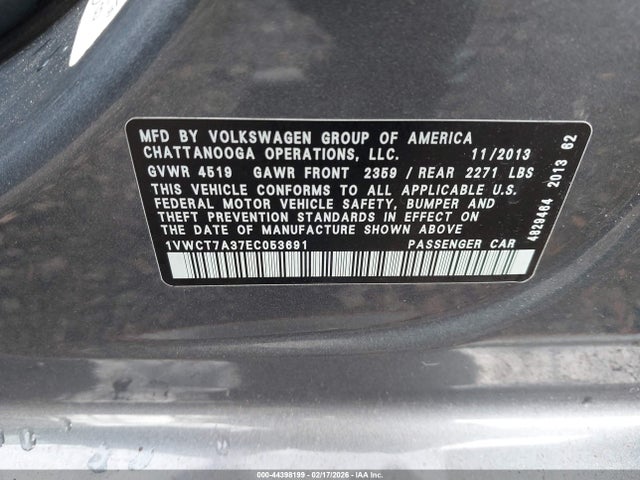 MFD BY VOLKSWAGEN GROUP OF AMERICA
CHATTANOOGA OPERATIONS, LLC. 11/2013
GVWR 4519 GAWR FRONT 2359 / REAR 2271 LBS
THIS VEHICLE CONFORMS TO ALL APPLICABLE U.S.
FEDERAL MOTOR VEHICLE SAFETY, BUMPER AND
THEFT PREVENTION STANDARDS IN EFFECT ON
THE DATE OF MANUFACTURE SHOWN ABOVE
1VWCT7A37EC053691 PASSENGER CAR
4829464 2013 62
000-44398199 - 02/17/2026 - IAA Inc.